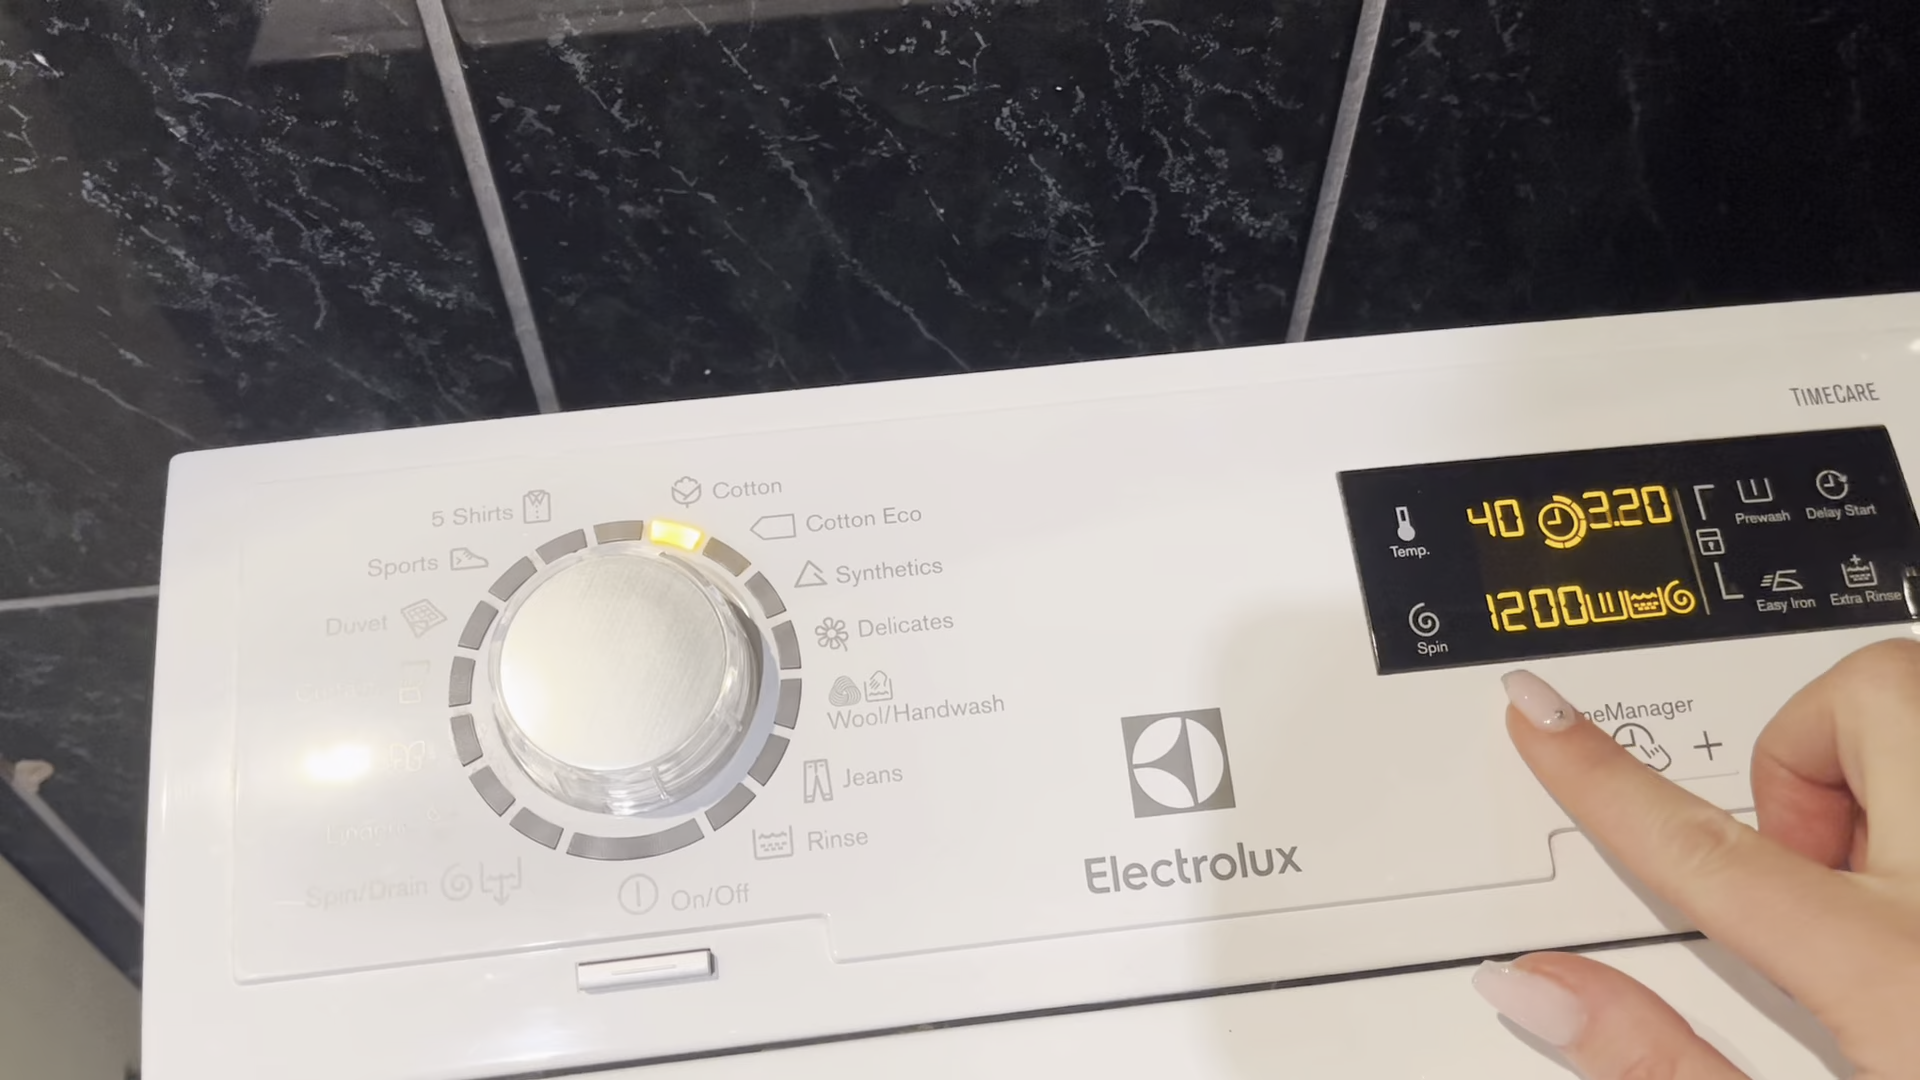 TIMECARE
5 Shirts
Cotton
Sports
Cotton Eco
Duvet
Synthetics
Delicates
Wool/Handwash
Jeans
Rinse
Spin/Drain
On/Off
Electrolux
Temp.
40 3.20
Spin
1200
Prewash
Delay Start
Easy Iron
Extra Rinse
meManager
+